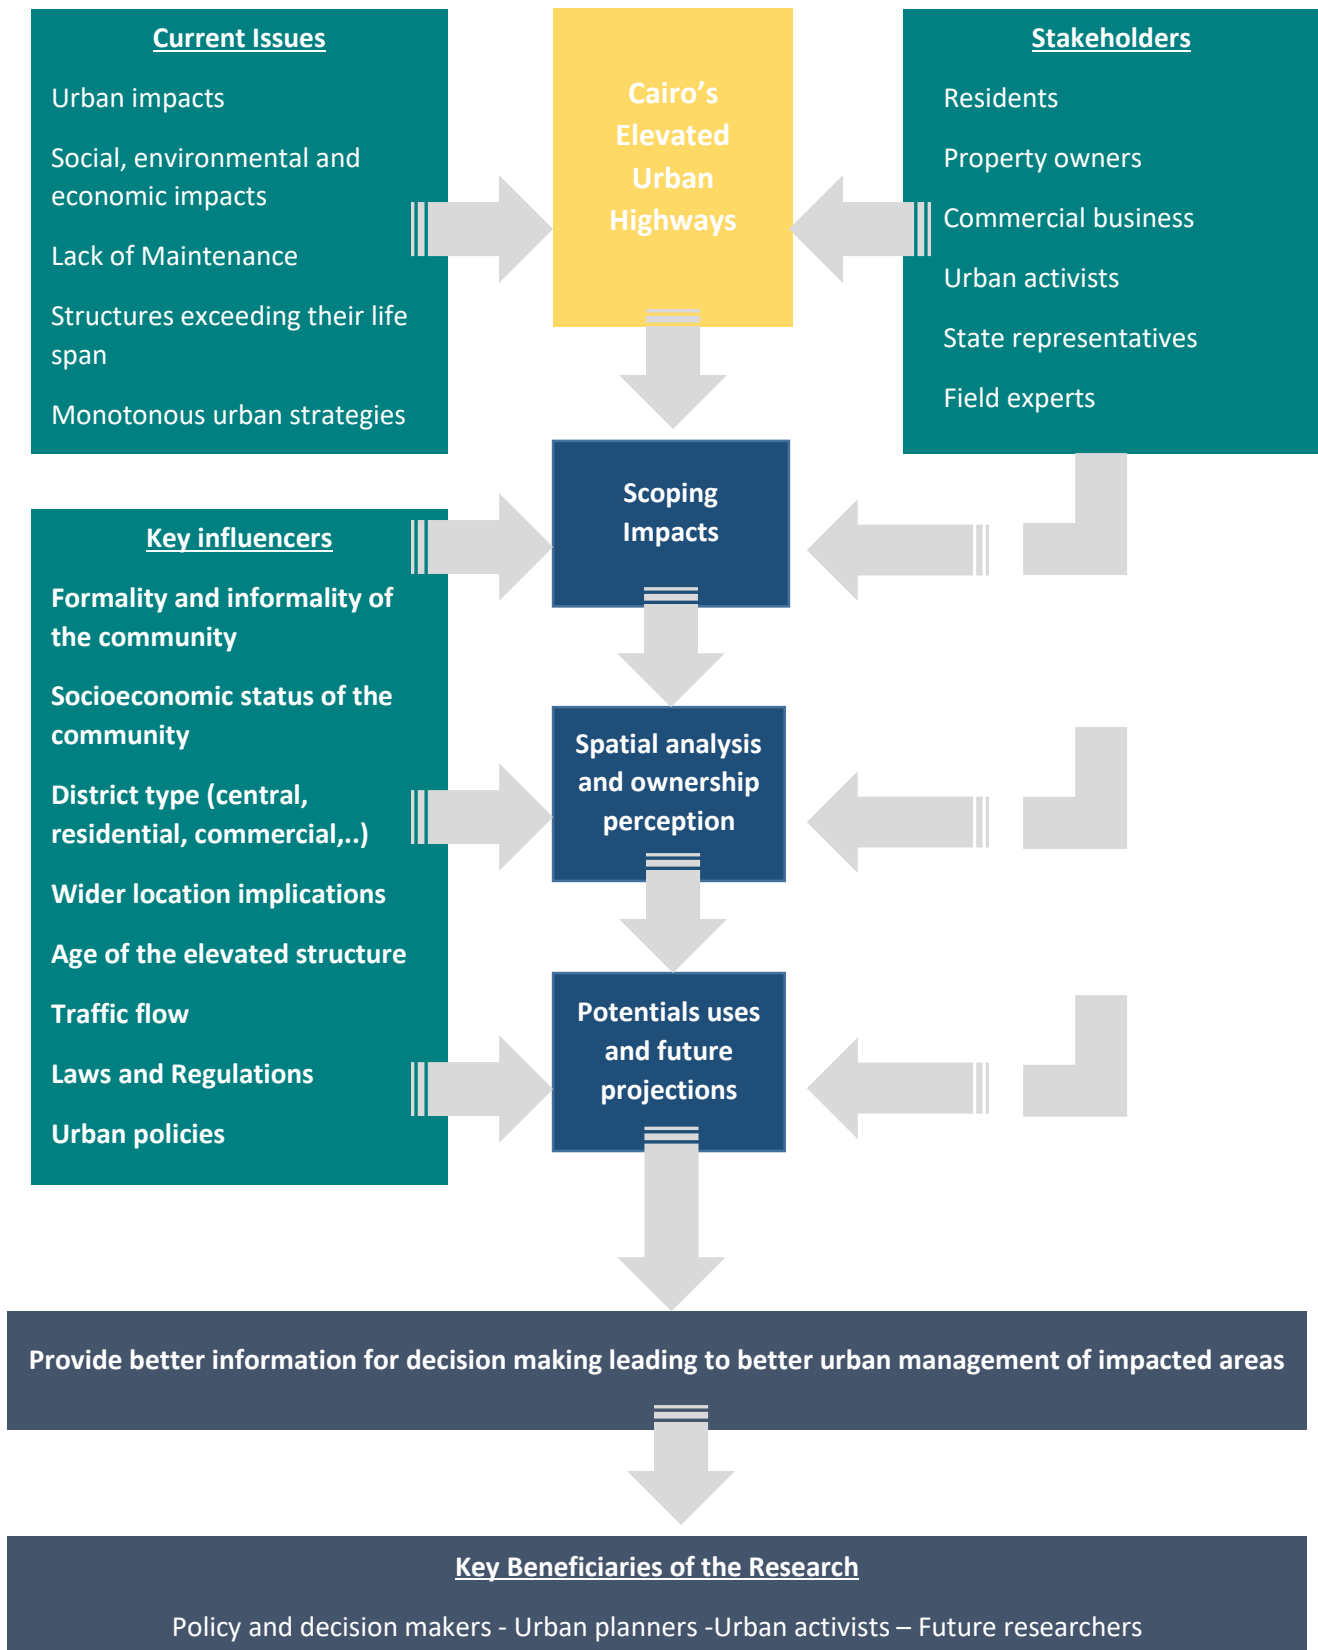 Current Issues
Urban impacts
Social, environmental and
economic impacts
Lack of Maintenance
Structures exceeding their life
span
Monotonous urban strategies
Cairo’s
Elevated
Urban
Highways
Stakeholders
Residents
Property owners
Commercial business
Urban activists
State representatives
Field experts
Scoping
Impacts
Key influencers
Formality and informality of
the community
Socioeconomic status of the
community
District type (central,
residential, commercial,..)
Wider location implications
Age of the elevated structure
Traffic flow
Laws and Regulations
Urban policies
Spatial analysis
and ownership
perception
Potentials uses
and future
projections
Provide better information for decision making leading to better urban management of impacted areas
Key Beneficiaries of the Research
Policy and decision makers - Urban planners -Urban activists – Future researchers